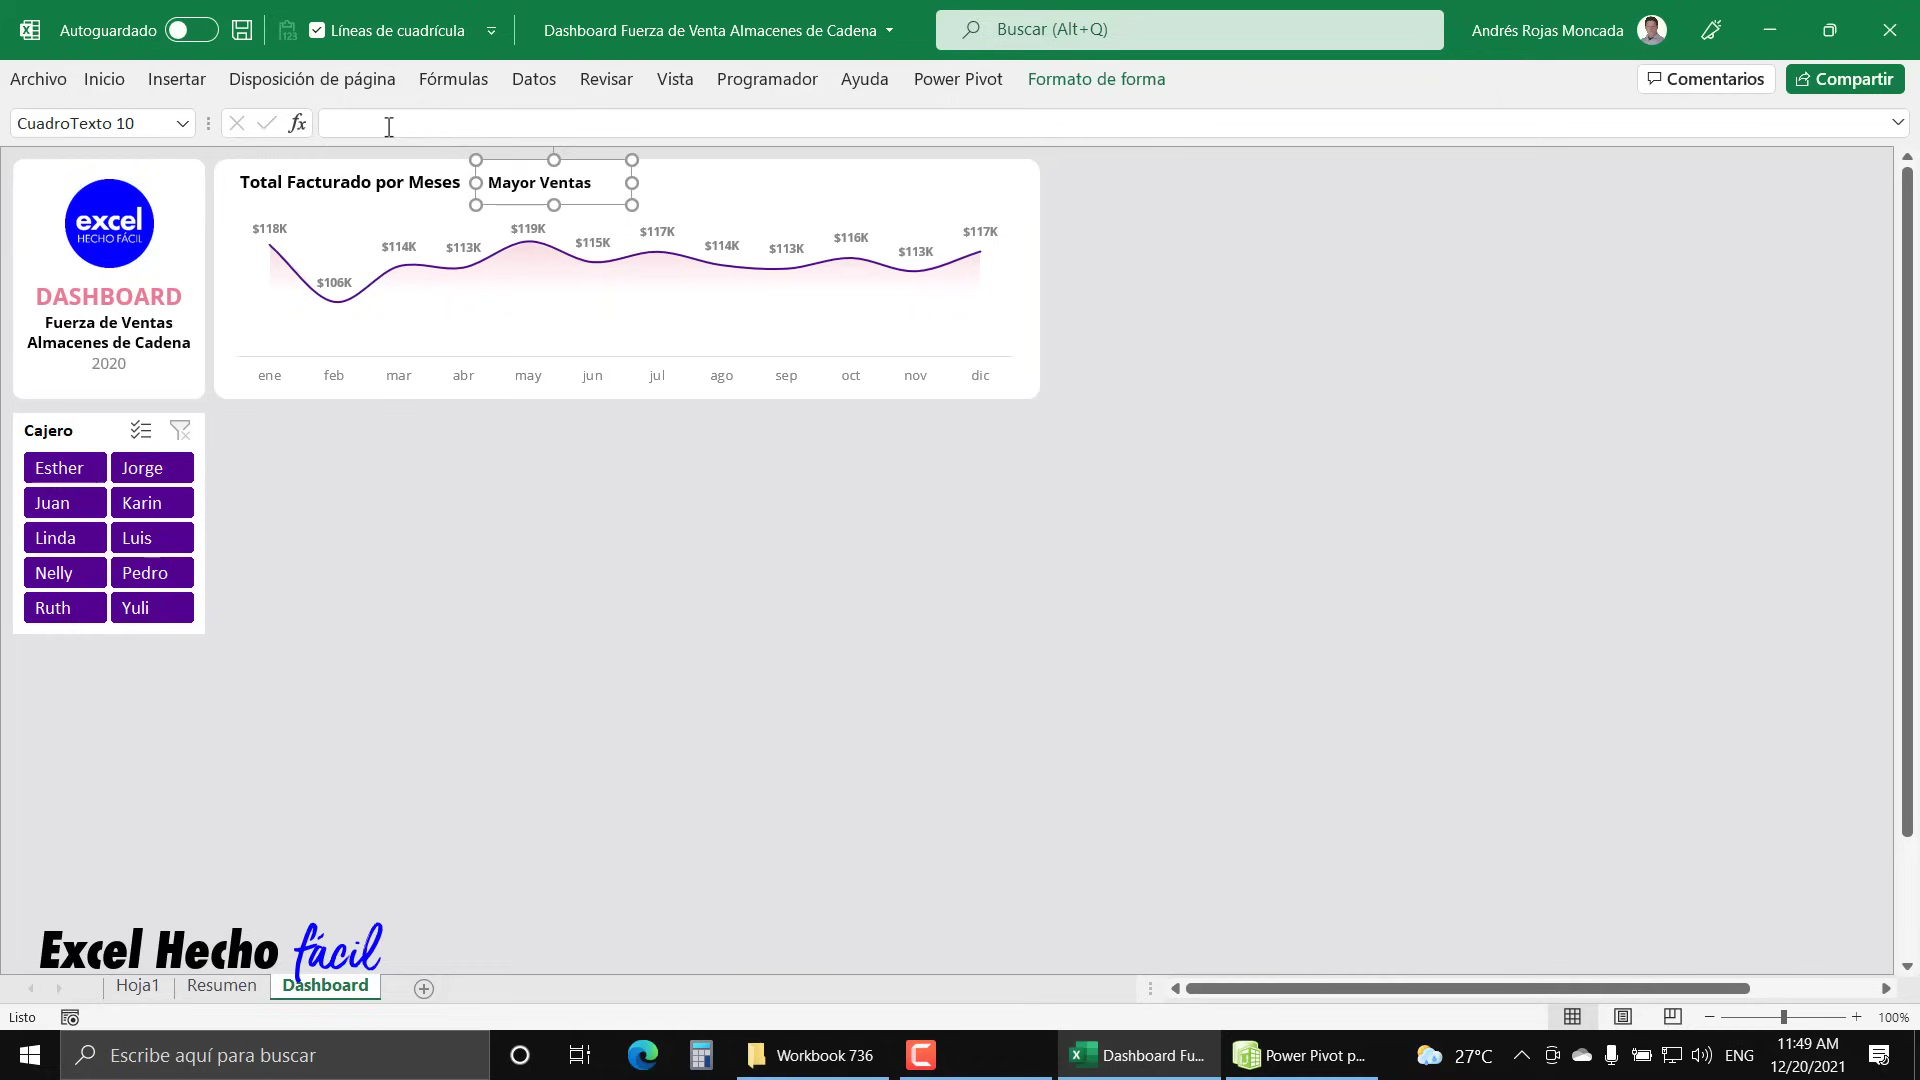 Autoguardado
Líneas de cuadrícula
Dashboard Fuerza de Venta Almacenes de Cadena
Buscar (Alt+Q)
Andrés Rojas Moncada
Archivo Inicio Insertar Disposición de página Fórmulas Datos Revisar Vista Programador Ayuda Power Pivot Formato de forma
Comentarios
Compartir
CuadroTexto 10
fx
excel
HECHO FÁCIL
DASHBOARD
Fuerza de Ventas
Almacenes de Cadena
2020
Total Facturado por Meses
Mayor Ventas
$118K $106K $114K $113K $119K $115K $117K $114K $113K $116K $113K $117K
ene feb mar abr may jun jul ago sep oct nov dic
Cajero
Esther Jorge
Juan Karin
Linda Luis
Nelly Pedro
Ruth Yuli
Excel Hecho fácil
Hoja1 Resumen Dashboard
Listo
100%
Escribe aquí para buscar
Workbook 736
Dashboard Fu...
Power Pivot p...
27°C
ENG
11:49 AM
12/20/2021